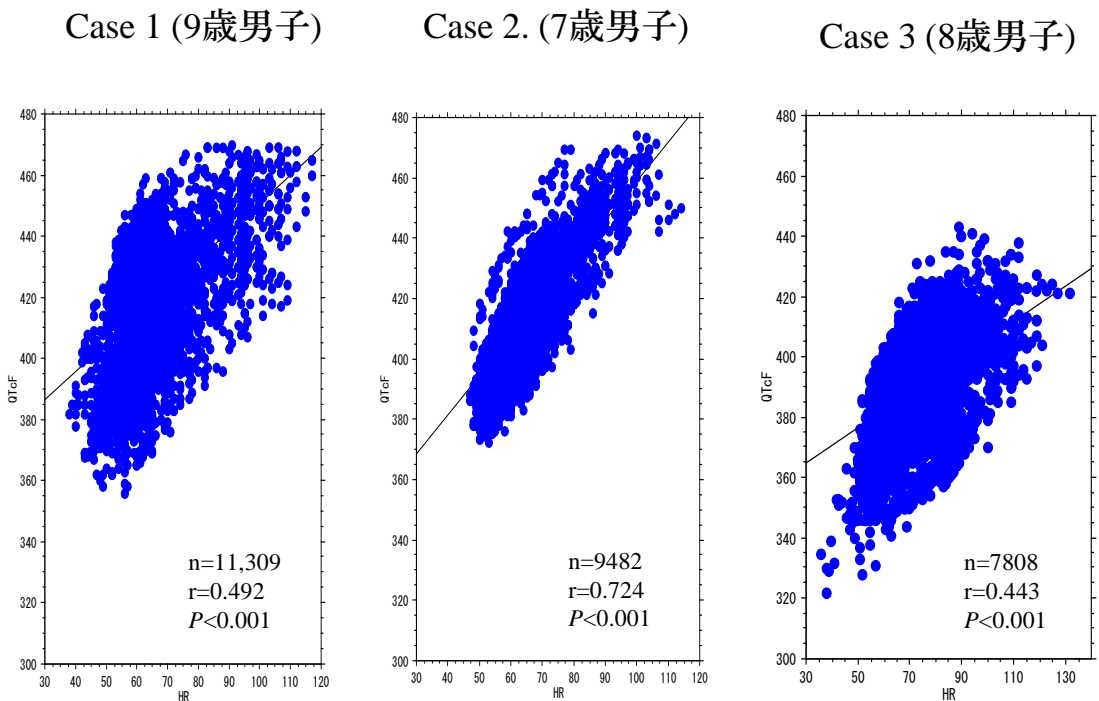 Case 1 (9歳男子)
480
460
440
420
400
380
360
340
320
300
QTcF
30 40 50 60 70 80 90 100 110 120
HR
n=11,309
r=0.492
P<0.001
Case 2. (7歳男子)
480
460
440
420
400
380
360
340
320
300
QTcF
30 40 50 60 70 80 90 100 110 120
HR
n=9482
r=0.724
P<0.001
Case 3 (8歳男子)
480
460
440
420
400
380
360
340
320
300
QTcF
30 50 70 90 110 130
HR
n=7808
r=0.443
P<0.001